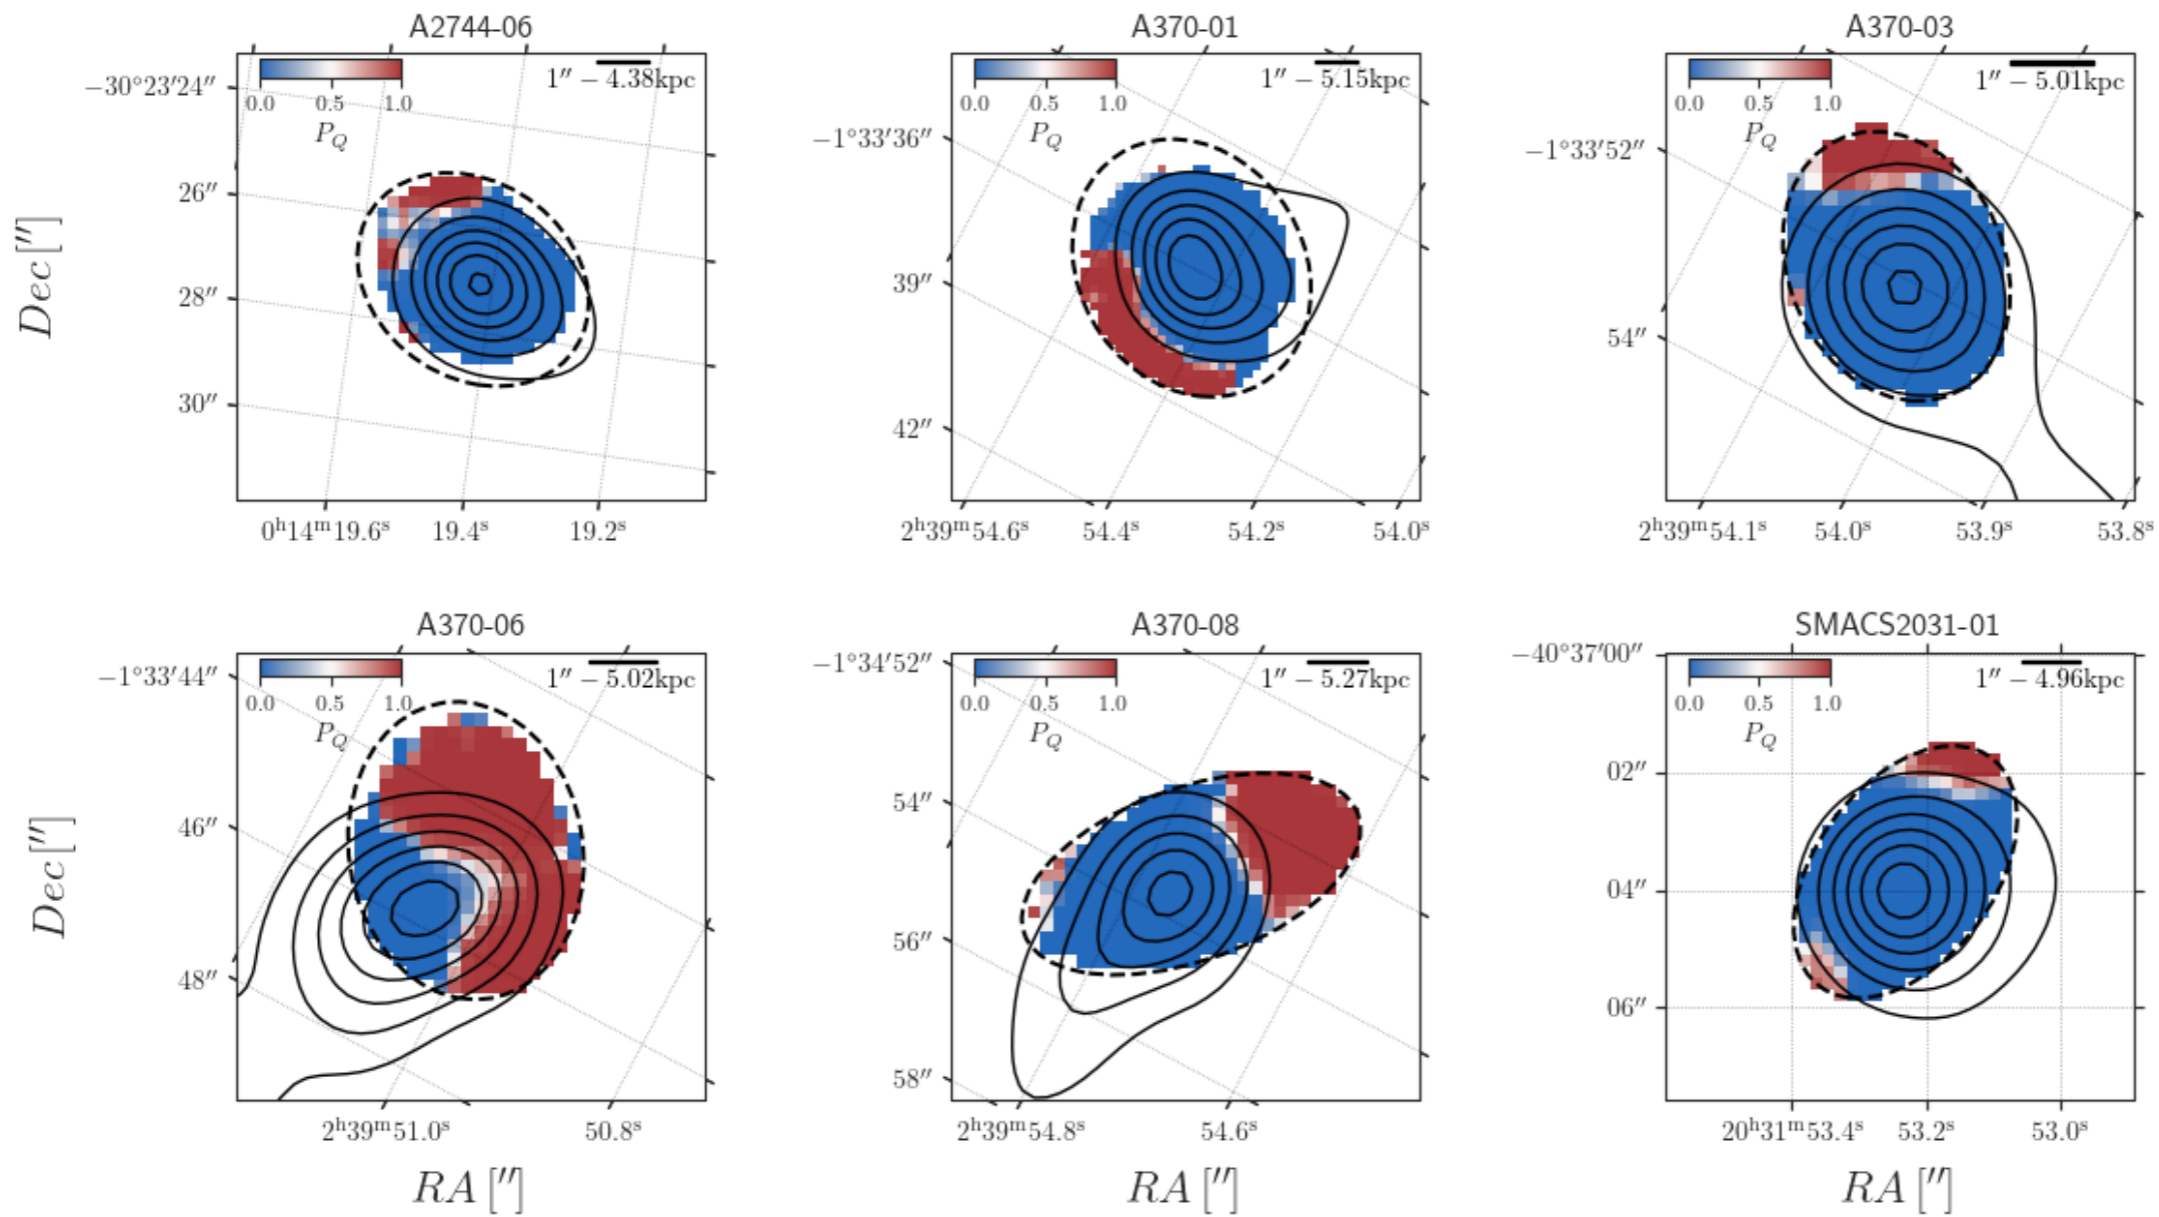 A2744-06
A370-01
A370-03
0.0 0.5 1.0
P_Q
1″ − 4.38kpc
−30°23′24″
26″
28″
30″
0ʰ14ᵐ19.6ˢ 19.4ˢ 19.2ˢ
Dec [″]
0.0 0.5 1.0
P_Q
1″ − 5.15kpc
−1°33′36″
39″
42″
2ʰ39ᵐ54.6ˢ 54.4ˢ 54.2ˢ 54.0ˢ
0.0 0.5 1.0
P_Q
1″ − 5.01kpc
−1°33′52″
54″
2ʰ39ᵐ54.1ˢ 54.0ˢ 53.9ˢ 53.8ˢ
A370-06
A370-08
SMACS2031-01
0.0 0.5 1.0
P_Q
1″ − 5.02kpc
−1°33′44″
46″
48″
2ʰ39ᵐ51.0ˢ 50.8ˢ
Dec [″]
RA [″]
0.0 0.5 1.0
P_Q
1″ − 5.27kpc
−1°34′52″
54″
56″
58″
2ʰ39ᵐ54.8ˢ 54.6ˢ
RA [″]
0.0 0.5 1.0
P_Q
1″ − 4.96kpc
−40°37′00″
02″
04″
06″
20ʰ31ᵐ53.4ˢ 53.2ˢ 53.0ˢ
RA [″]